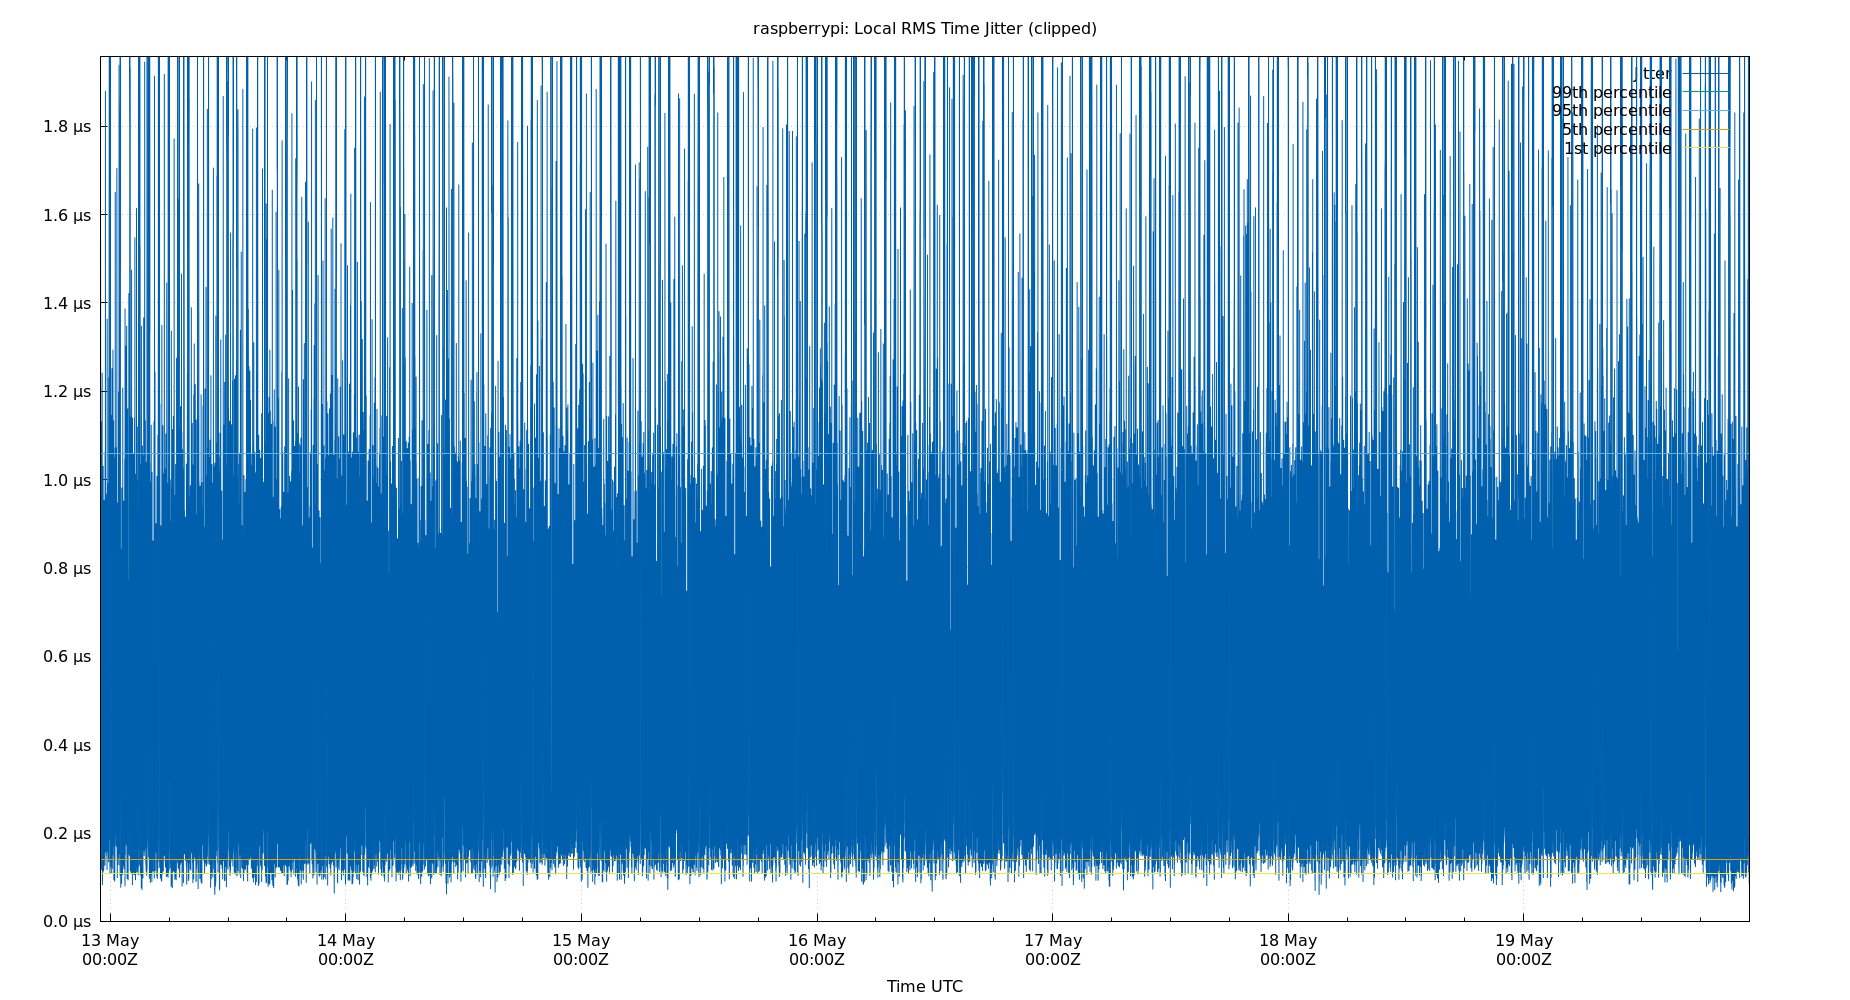 raspberrypi: Local RMS Time Jitter (clipped)
jitter
99th percentile
95th percentile
5th percentile
1st percentile
1.8 µs
1.6 µs
1.4 µs
1.2 µs
1.0 µs
0.8 µs
0.6 µs
0.4 µs
0.2 µs
0.0 µs
13 May 14 May 15 May 16 May 17 May 18 May 19 May
00:00Z 00:00Z 00:00Z 00:00Z 00:00Z 00:00Z 00:00Z
Time UTC